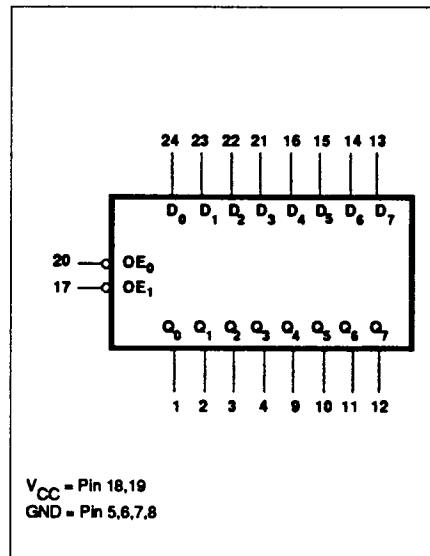 24 23 22 21 16 15 14 13
D0 D1 D2 D3 D4 D5 D6 D7
20 OE0
17 OE1
Q0 Q1 Q2 Q3 Q4 Q5 Q6 Q7
1 2 3 4 9 10 11 12
VCC = Pin 18,19
GND = Pin 5,6,7,8